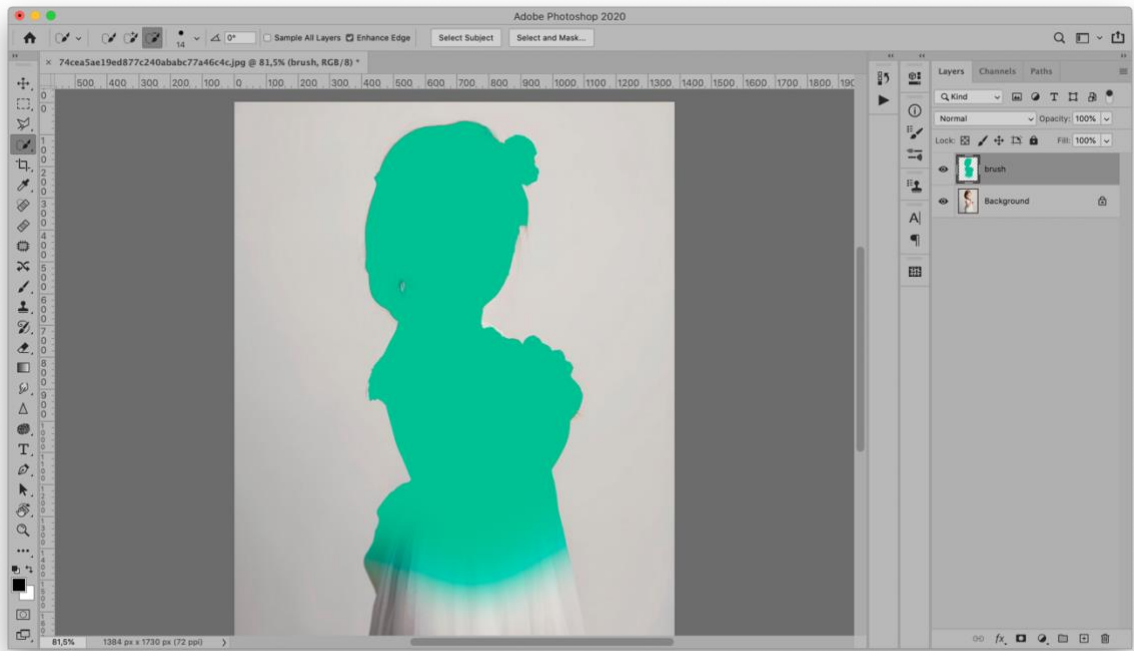 Adobe Photoshop 2020
14
0°
Sample All Layers
Enhance Edge
Select Subject
Select and Mask...
× 74cea5ae19ed877c240ababc77a46c4c.jpg @ 81,5% (brush, RGB/8) *
500 400 300 200 100 0 100 200 300 400 500 600 700 800 900 1000 1100 1200 1300 1400 1500 1600 1700 1800 190
Layers Channels Paths
Kind
Normal
Opacity: 100%
Lock:
Fill: 100%
brush
Background
81,5%
1384 px x 1730 px (72 ppi)